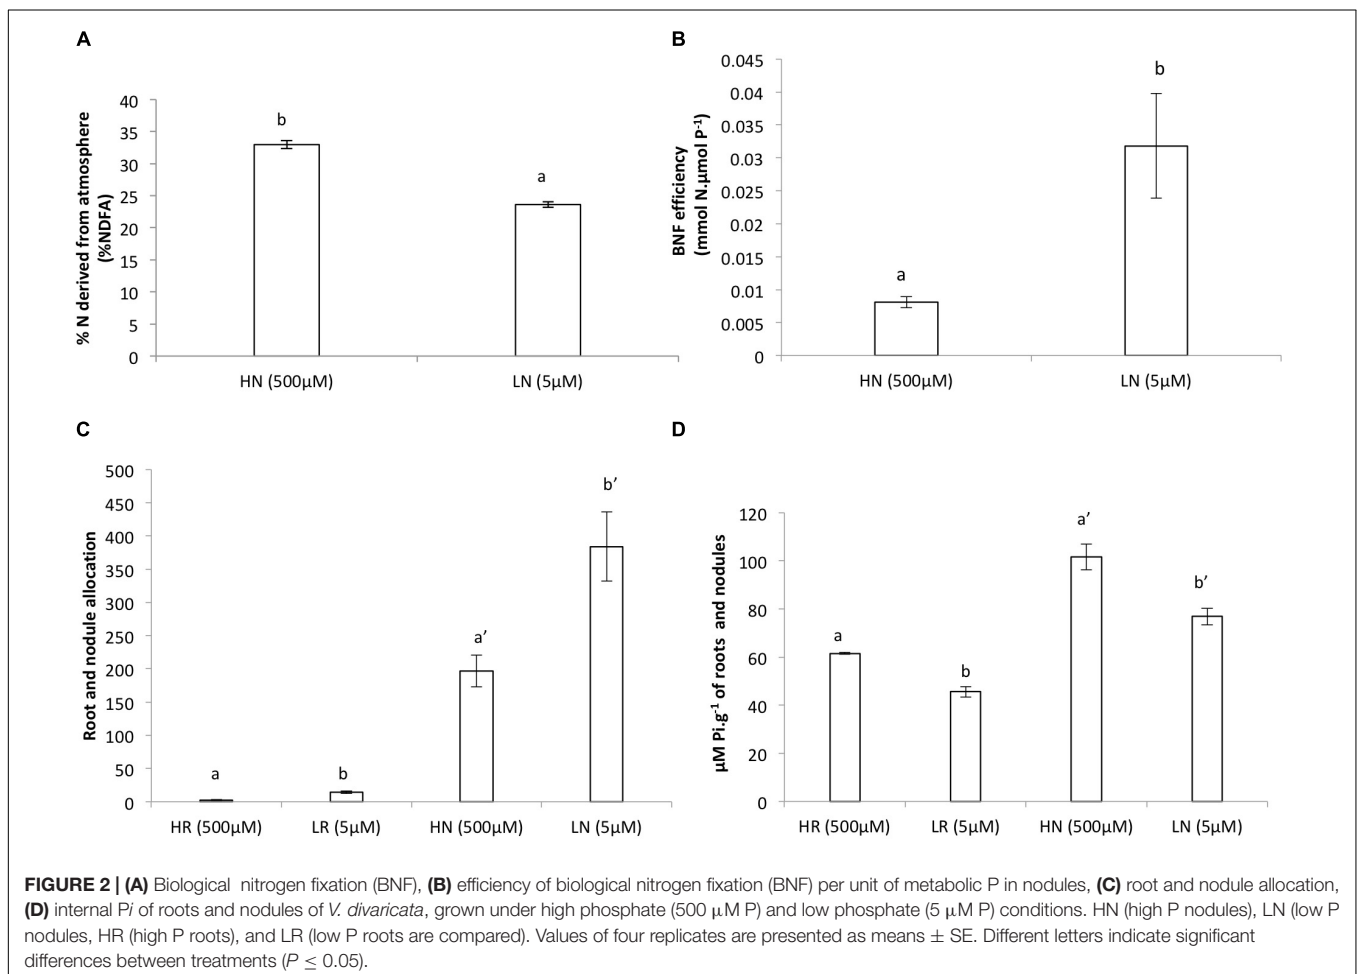 A
% N derived from atmosphere
(%NDFA)
40
35
30
25
20
15
10
5
0
b
a
HN (500µM)
LN (5µM)
B
BNF efficiency
(mmol N.µmol P-1)
0.045
0.04
0.035
0.03
0.025
0.02
0.015
0.01
0.005
0
a
b
HN (500µM)
LN (5µM)
C
Root and nodule allocation
500
450
400
350
300
250
200
150
100
50
0
a
b
a’
b’
HR (500µM)
LR (5µM)
HN (500µM)
LN (5µM)
D
µM Pi.g-1 of roots and nodules
120
100
80
60
40
20
0
a
b
a’
b’
HR (500µM)
LR (5µM)
HN (500µM)
LN (5µM)
FIGURE 2 | (A) Biological nitrogen fixation (BNF), (B) efficiency of biological nitrogen fixation (BNF) per unit of metabolic P in nodules, (C) root and nodule allocation,
(D) internal Pi of roots and nodules of V. divaricata, grown under high phosphate (500 µM P) and low phosphate (5 µM P) conditions. HN (high P nodules), LN (low P
nodules, HR (high P roots), and LR (low P roots are compared). Values of four replicates are presented as means ± SE. Different letters indicate significant
differences between treatments (P ≤ 0.05).